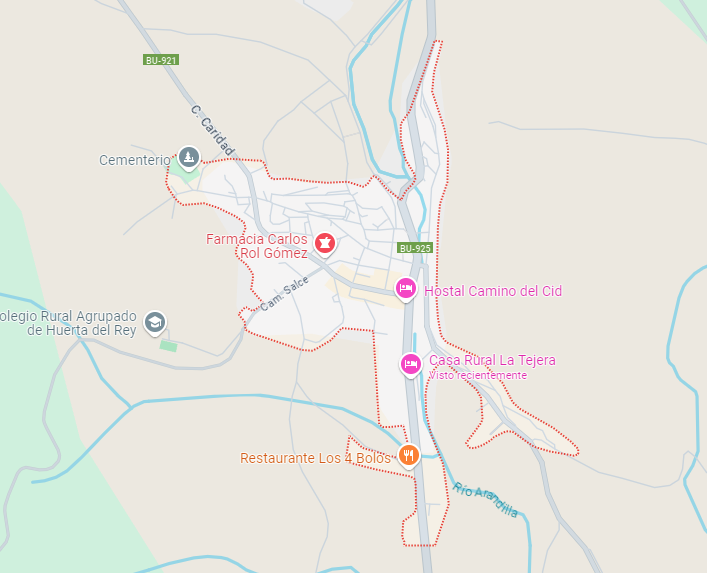 BU-921
C. Caridad
Cementerio
Farmacia Carlos
Rol Gómez
BU-925
Cam. Salce
Hostal Camino del Cid
olegio Rural Agrupado
de Huerta del Rey
Casa Rural La Tejera
Visto recientemente
Restaurante Los 4 Bolos
Río Arandilla